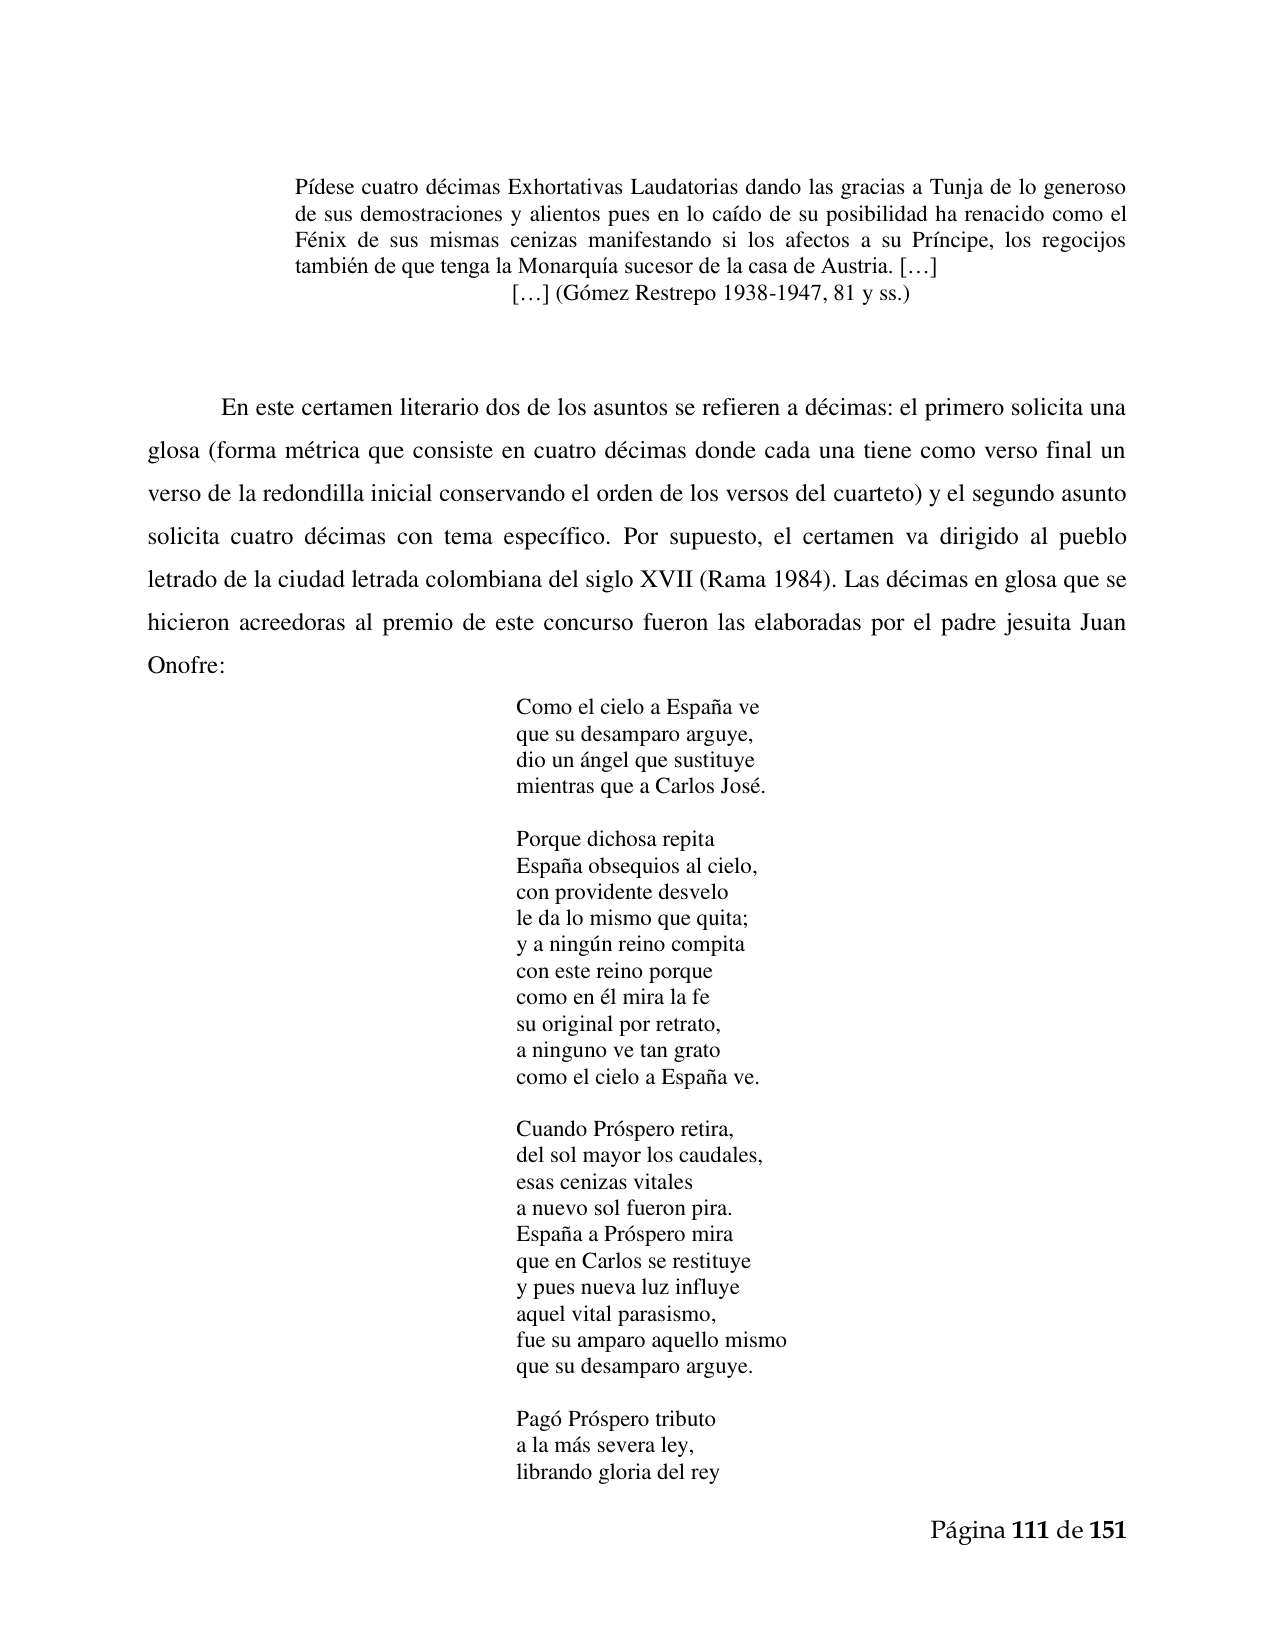 Pídese cuatro décimas Exhortativas Laudatorias dando las gracias a Tunja de lo generoso
de sus demostraciones y alientos pues en lo caído de su posibilidad ha renacido como el
Fénix de sus mismas cenizas manifestando si los afectos a su Príncipe, los regocijos
también de que tenga la Monarquía sucesor de la casa de Austria. […]
[…] (Gómez Restrepo 1938-1947, 81 y ss.)
En este certamen literario dos de los asuntos se refieren a décimas: el primero solicita una
glosa (forma métrica que consiste en cuatro décimas donde cada una tiene como verso final un
verso de la redondilla inicial conservando el orden de los versos del cuarteto) y el segundo asunto
solicita cuatro décimas con tema específico. Por supuesto, el certamen va dirigido al pueblo
letrado de la ciudad letrada colombiana del siglo XVII (Rama 1984). Las décimas en glosa que se
hicieron acreedoras al premio de este concurso fueron las elaboradas por el padre jesuita Juan
Onofre:
Como el cielo a España ve
que su desamparo arguye,
dio un ángel que sustituye
mientras que a Carlos José.
Porque dichosa repita
España obsequios al cielo,
con providente desvelo
le da lo mismo que quita;
y a ningún reino compita
con este reino porque
como en él mira la fe
su original por retrato,
a ninguno ve tan grato
como el cielo a España ve.
Cuando Próspero retira,
del sol mayor los caudales,
esas cenizas vitales
a nuevo sol fueron pira.
España a Próspero mira
que en Carlos se restituye
y pues nueva luz influye
aquel vital parasismo,
fue su amparo aquello mismo
que su desamparo arguye.
Pagó Próspero tributo
a la más severa ley,
librando gloria del rey
Página 111 de 151